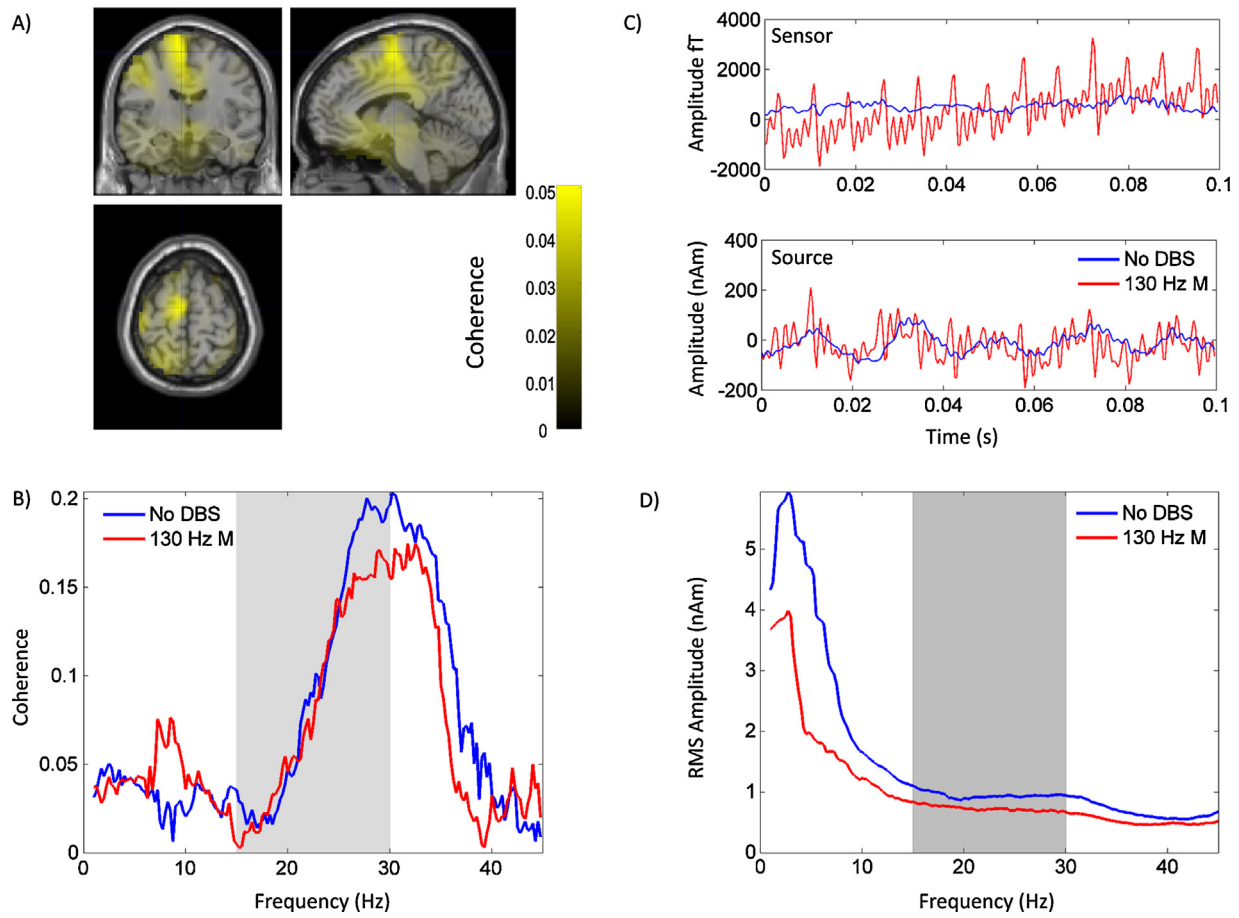 A)
0.05
0.04
0.03
0.02
0.01
0
Coherence
C)
Sensor
4000
2000
0
-2000
Amplitude fT
0 0.02 0.04 0.06 0.08 0.1
Source
No DBS
130 Hz M
400
200
0
-200
Amplitude (nAm)
0 0.02 0.04 0.06 0.08 0.1
Time (s)
B)
No DBS
130 Hz M
0.2
0.15
0.1
0.05
0
Coherence
0 10 20 30 40
Frequency (Hz)
D)
No DBS
130 Hz M
5
4
3
2
1
0
RMS Amplitude (nAm)
0 10 20 30 40
Frequency (Hz)